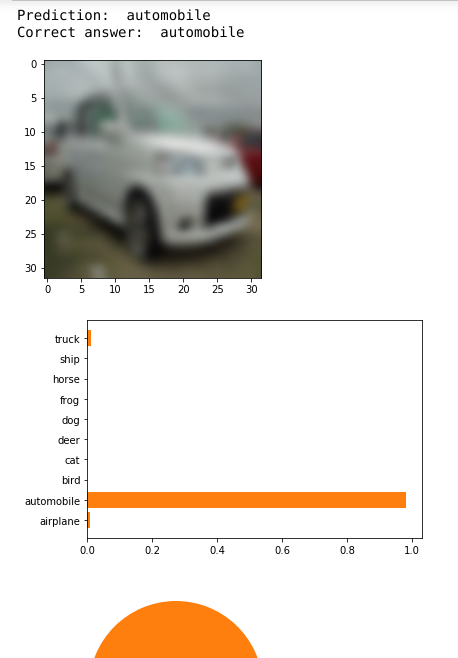 Prediction:  automobile
Correct answer:  automobile
0
5
10
15
20
25
30
0 5 10 15 20 25 30
truck
ship
horse
frog
dog
deer
cat
bird
automobile
airplane
0.0 0.2 0.4 0.6 0.8 1.0